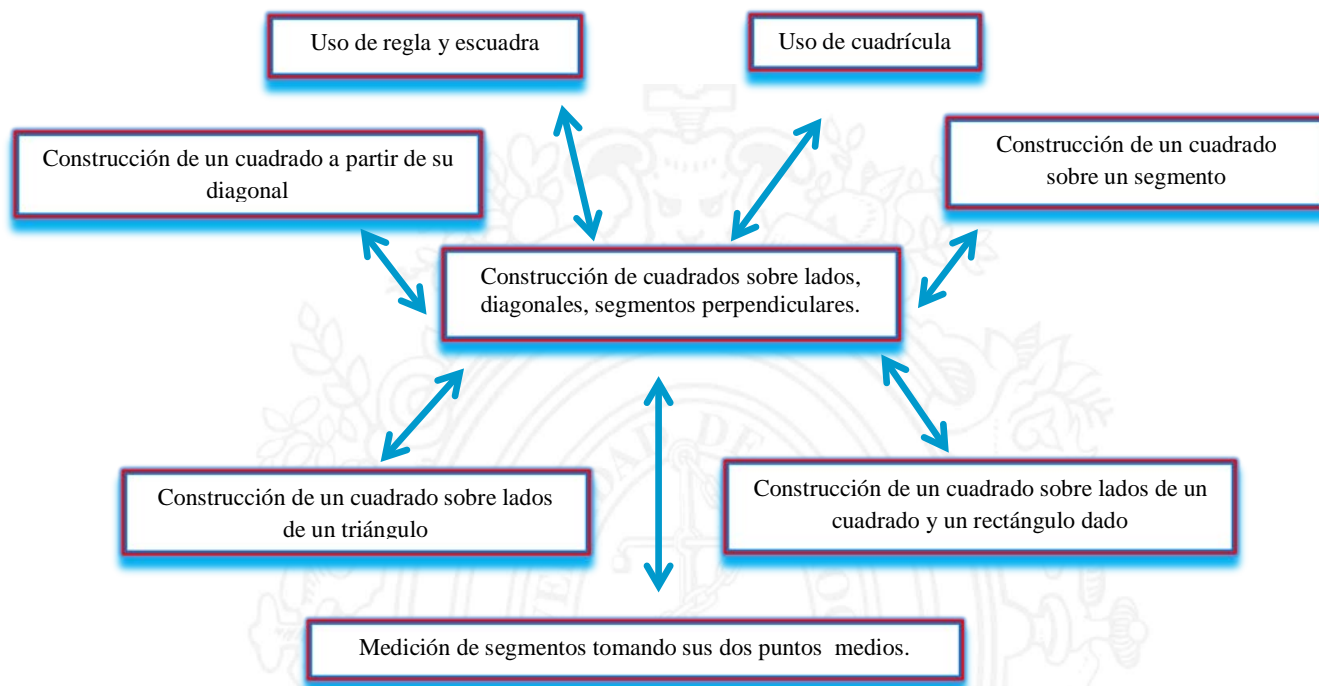 Uso de regla y escuadra
Uso de cuadrícula
Construcción de un cuadrado a partir de su
diagonal
Construcción de un cuadrado
sobre un segmento
Construcción de cuadrados sobre lados,
diagonales, segmentos perpendiculares.
Construcción de un cuadrado sobre lados
de un triángulo
Construcción de un cuadrado sobre lados de un
cuadrado y un rectángulo dado
Medición de segmentos tomando sus dos puntos medios.